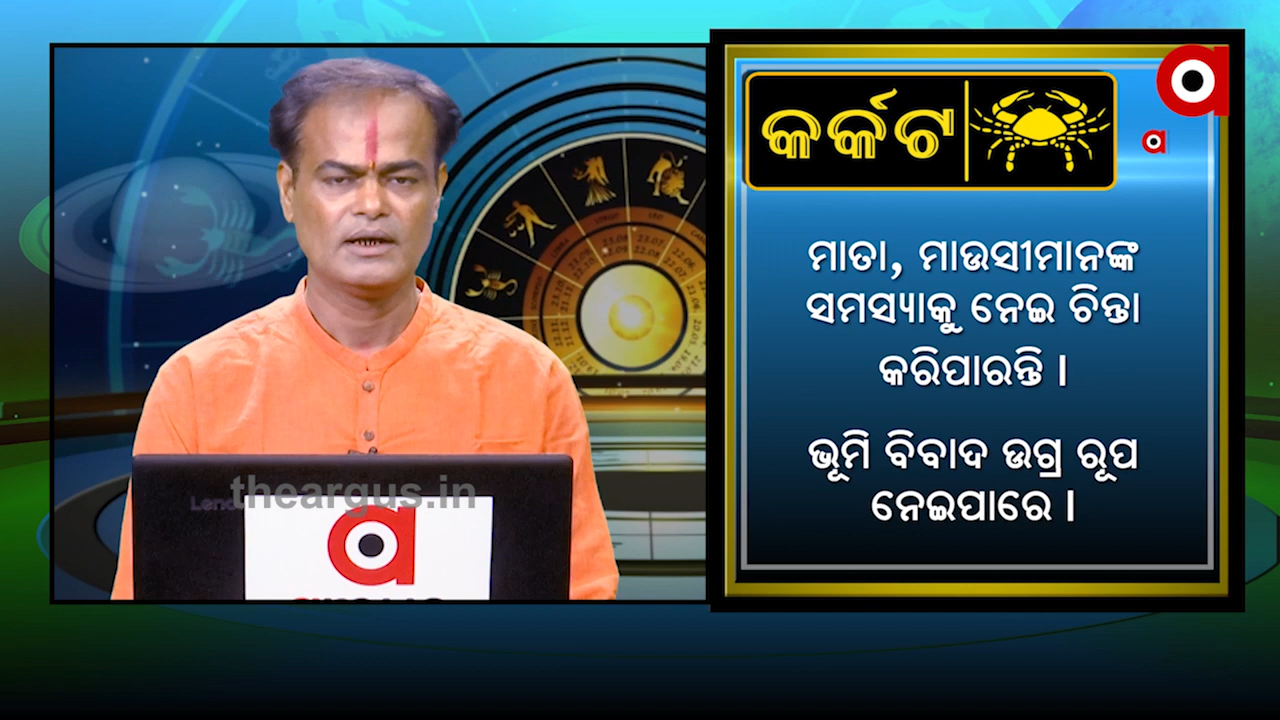 କର୍କଟ
ମାତା, ମାଉସୀମାନଙ୍କ
ସମସ୍ୟାକୁ ନେଇ ଚିନ୍ତା
କରିପାରନ୍ତି ।
ଭୂମି ବିବାଦ ଉଗ୍ର ରୂପ
ନେଇପାରେ ।
theargus.in